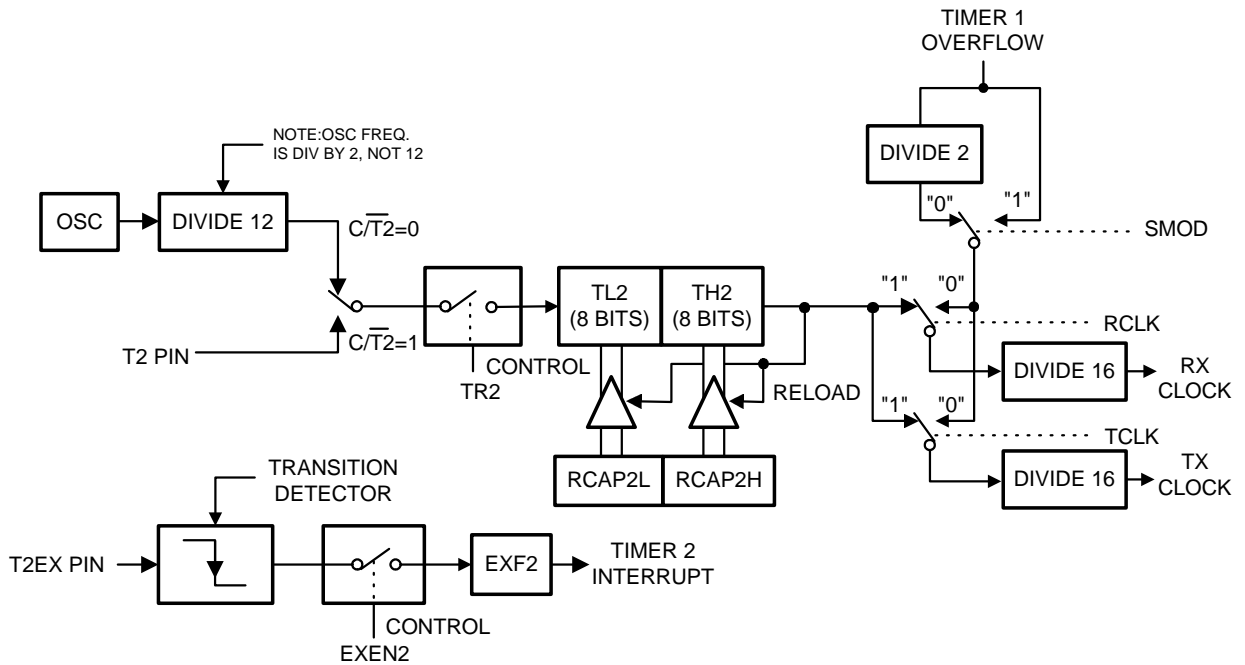 TIMER 1
OVERFLOW
NOTE:OSC FREQ.
IS DIV BY 2, NOT 12
DIVIDE 2
"0"
"1"
SMOD
OSC
DIVIDE 12
C/T̅2̅=0
TL2
(8 BITS)
TH2
(8 BITS)
"1"
"0"
RCLK
T2 PIN
C/T̅2̅=1
CONTROL
TR2
RELOAD
DIVIDE 16
RX
CLOCK
"1"
"0"
TCLK
RCAP2L
RCAP2H
DIVIDE 16
TX
CLOCK
TRANSITION
DETECTOR
T2EX PIN
EXF2
TIMER 2
INTERRUPT
CONTROL
EXEN2